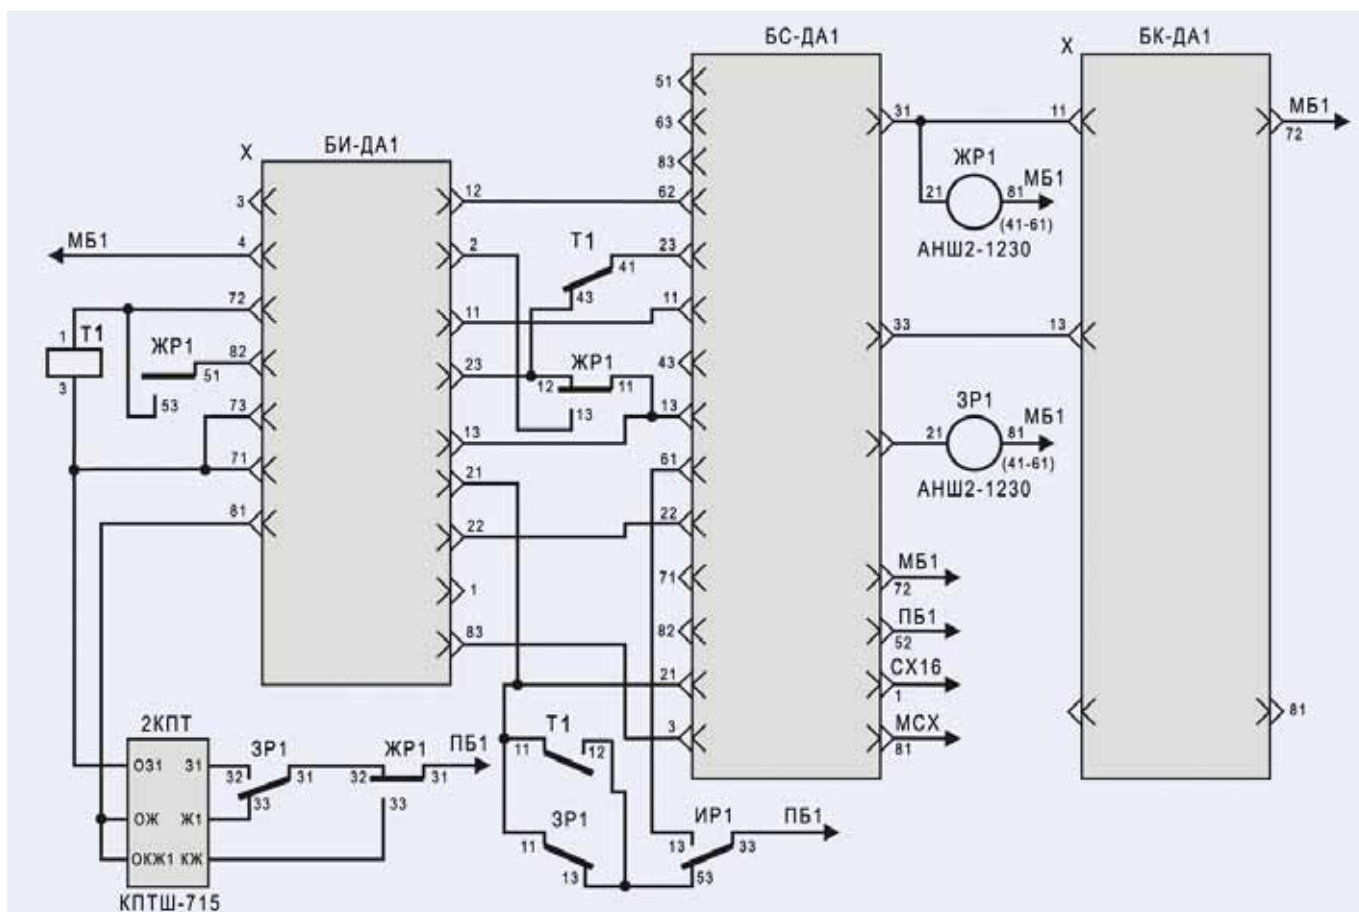 БС-ДА1
БК-ДА1
X
БИ-ДА1
X
3
4
72
82
73
71
81
12
2
11
23
13
21
22
1
83
МБ1
1
Т1
3
ЖР1
51
53
Т1
41
43
ЖР1
12
11
13
51
63
83
62
23
11
43
13
61
22
71
82
21
3
31
33
ЖР1
21
81
МБ1
(41-61)
АНШ2-1230
ЗР1
21
81
МБ1
(41-61)
АНШ2-1230
МБ1
72
ПБ1
52
СХ16
1
МСХ
81
11
13
МБ1
72
81
2КПТ
ОЗ1
З1
ОЖ
Ж1
ОКЖ1
КЖ
КПТШ-715
ЗР1
32
31
33
ЖР1
32
31
33
ПБ1
Т1
11
12
ЗР1
11
13
ИР1
13
33
53
ПБ1